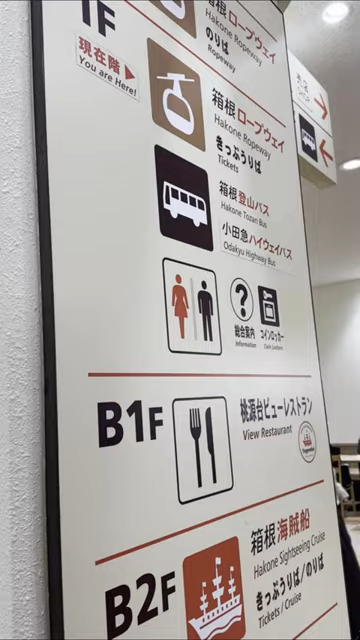 箱根ロープウェイ
Hakone Ropeway
のりば
Ropeway
1F
現在階▶
You are Here!
箱根ロープウェイ
Hakone Ropeway
きっぷうりば
Tickets
箱根登山バス
Hakone Tozan Bus
小田急ハイウェイバス
Odakyu Highway Bus
?
総合案内
Information
コインロッカー
Coin Lockers
B1F
桃源台ビューレストラン
View Restaurant
B2F
箱根海賊船
Hakone Sightseeing Cruise
きっぷうりば/のりば
Tickets / Cruise